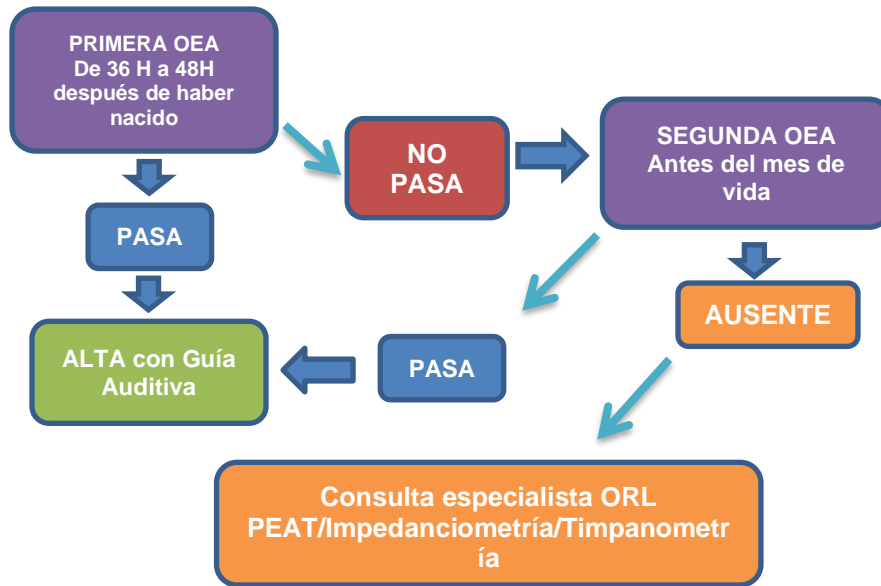 PRIMERA OEA
De 36 H a 48H
después de haber
nacido
NO
PASA
SEGUNDA OEA
Antes del mes de
vida
PASA
AUSENTE
ALTA con Guía
Auditiva
PASA
Consulta especialista ORL
PEAT/Impedanciometría/Timpanometr
ía